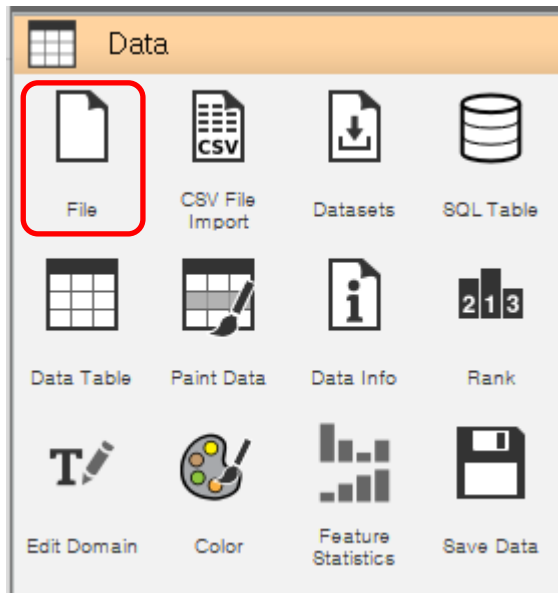 Data
CSV
File
CSV File
Import
Datasets
SQL Table
2 1 3
Data Table
Paint Data
Data Info
Rank
T
Edit Domain
Color
Feature
Statistics
Save Data